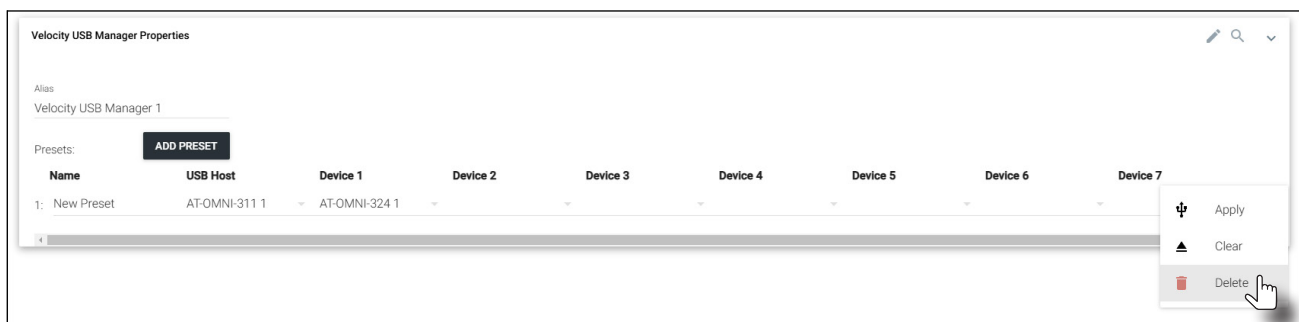 Velocity USB Manager Properties
Alias
Velocity USB Manager 1
Presets: ADD PRESET
Name USB Host Device 1 Device 2 Device 3 Device 4 Device 5 Device 6 Device 7
1: New Preset AT-OMNI-311 1 AT-OMNI-324 1
Apply
Clear
Delete